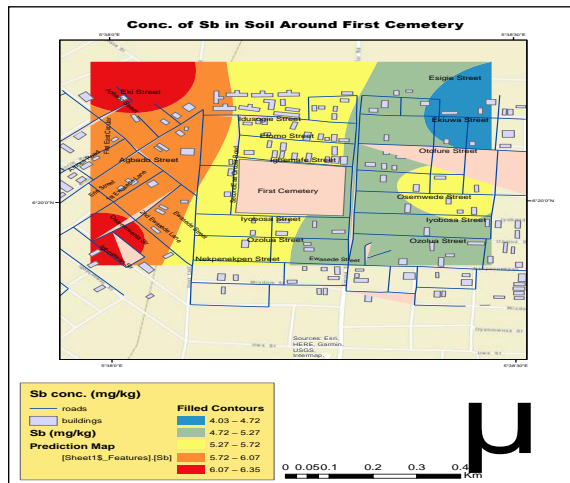 Conc. of Sb in Soil Around First Cemetery
5°38'0"E
5°38'30"E
Esigie Street
Eki Street
Ekiuwa Street
Idusogie Street
Ekomo Street
Otofure Street
Igbemafe Street
Agbado Street
First Cemetery
Osemwede Street
6°20'0"N
6°20'0"N
Iyobosa Street
Iyobosa Street
Ozolua Street
Ozolua Street
Nekpenekpen Street
Ewasede Street
Sources: Esri,
HERE, Garmin,
USGS,
Intermap,
5°38'0"E
5°38'30"E
Sb conc. (mg/kg)
roads
buildings
Sb (mg/kg)
Prediction Map
[Sheet1$_Features].[Sb]
Filled Contours
4.03 – 4.72
4.72 – 5.27
5.27 – 5.72
5.72 – 6.07
6.07 – 6.35
µ
0 0.05 0.1 0.2 0.3 0.4
Km